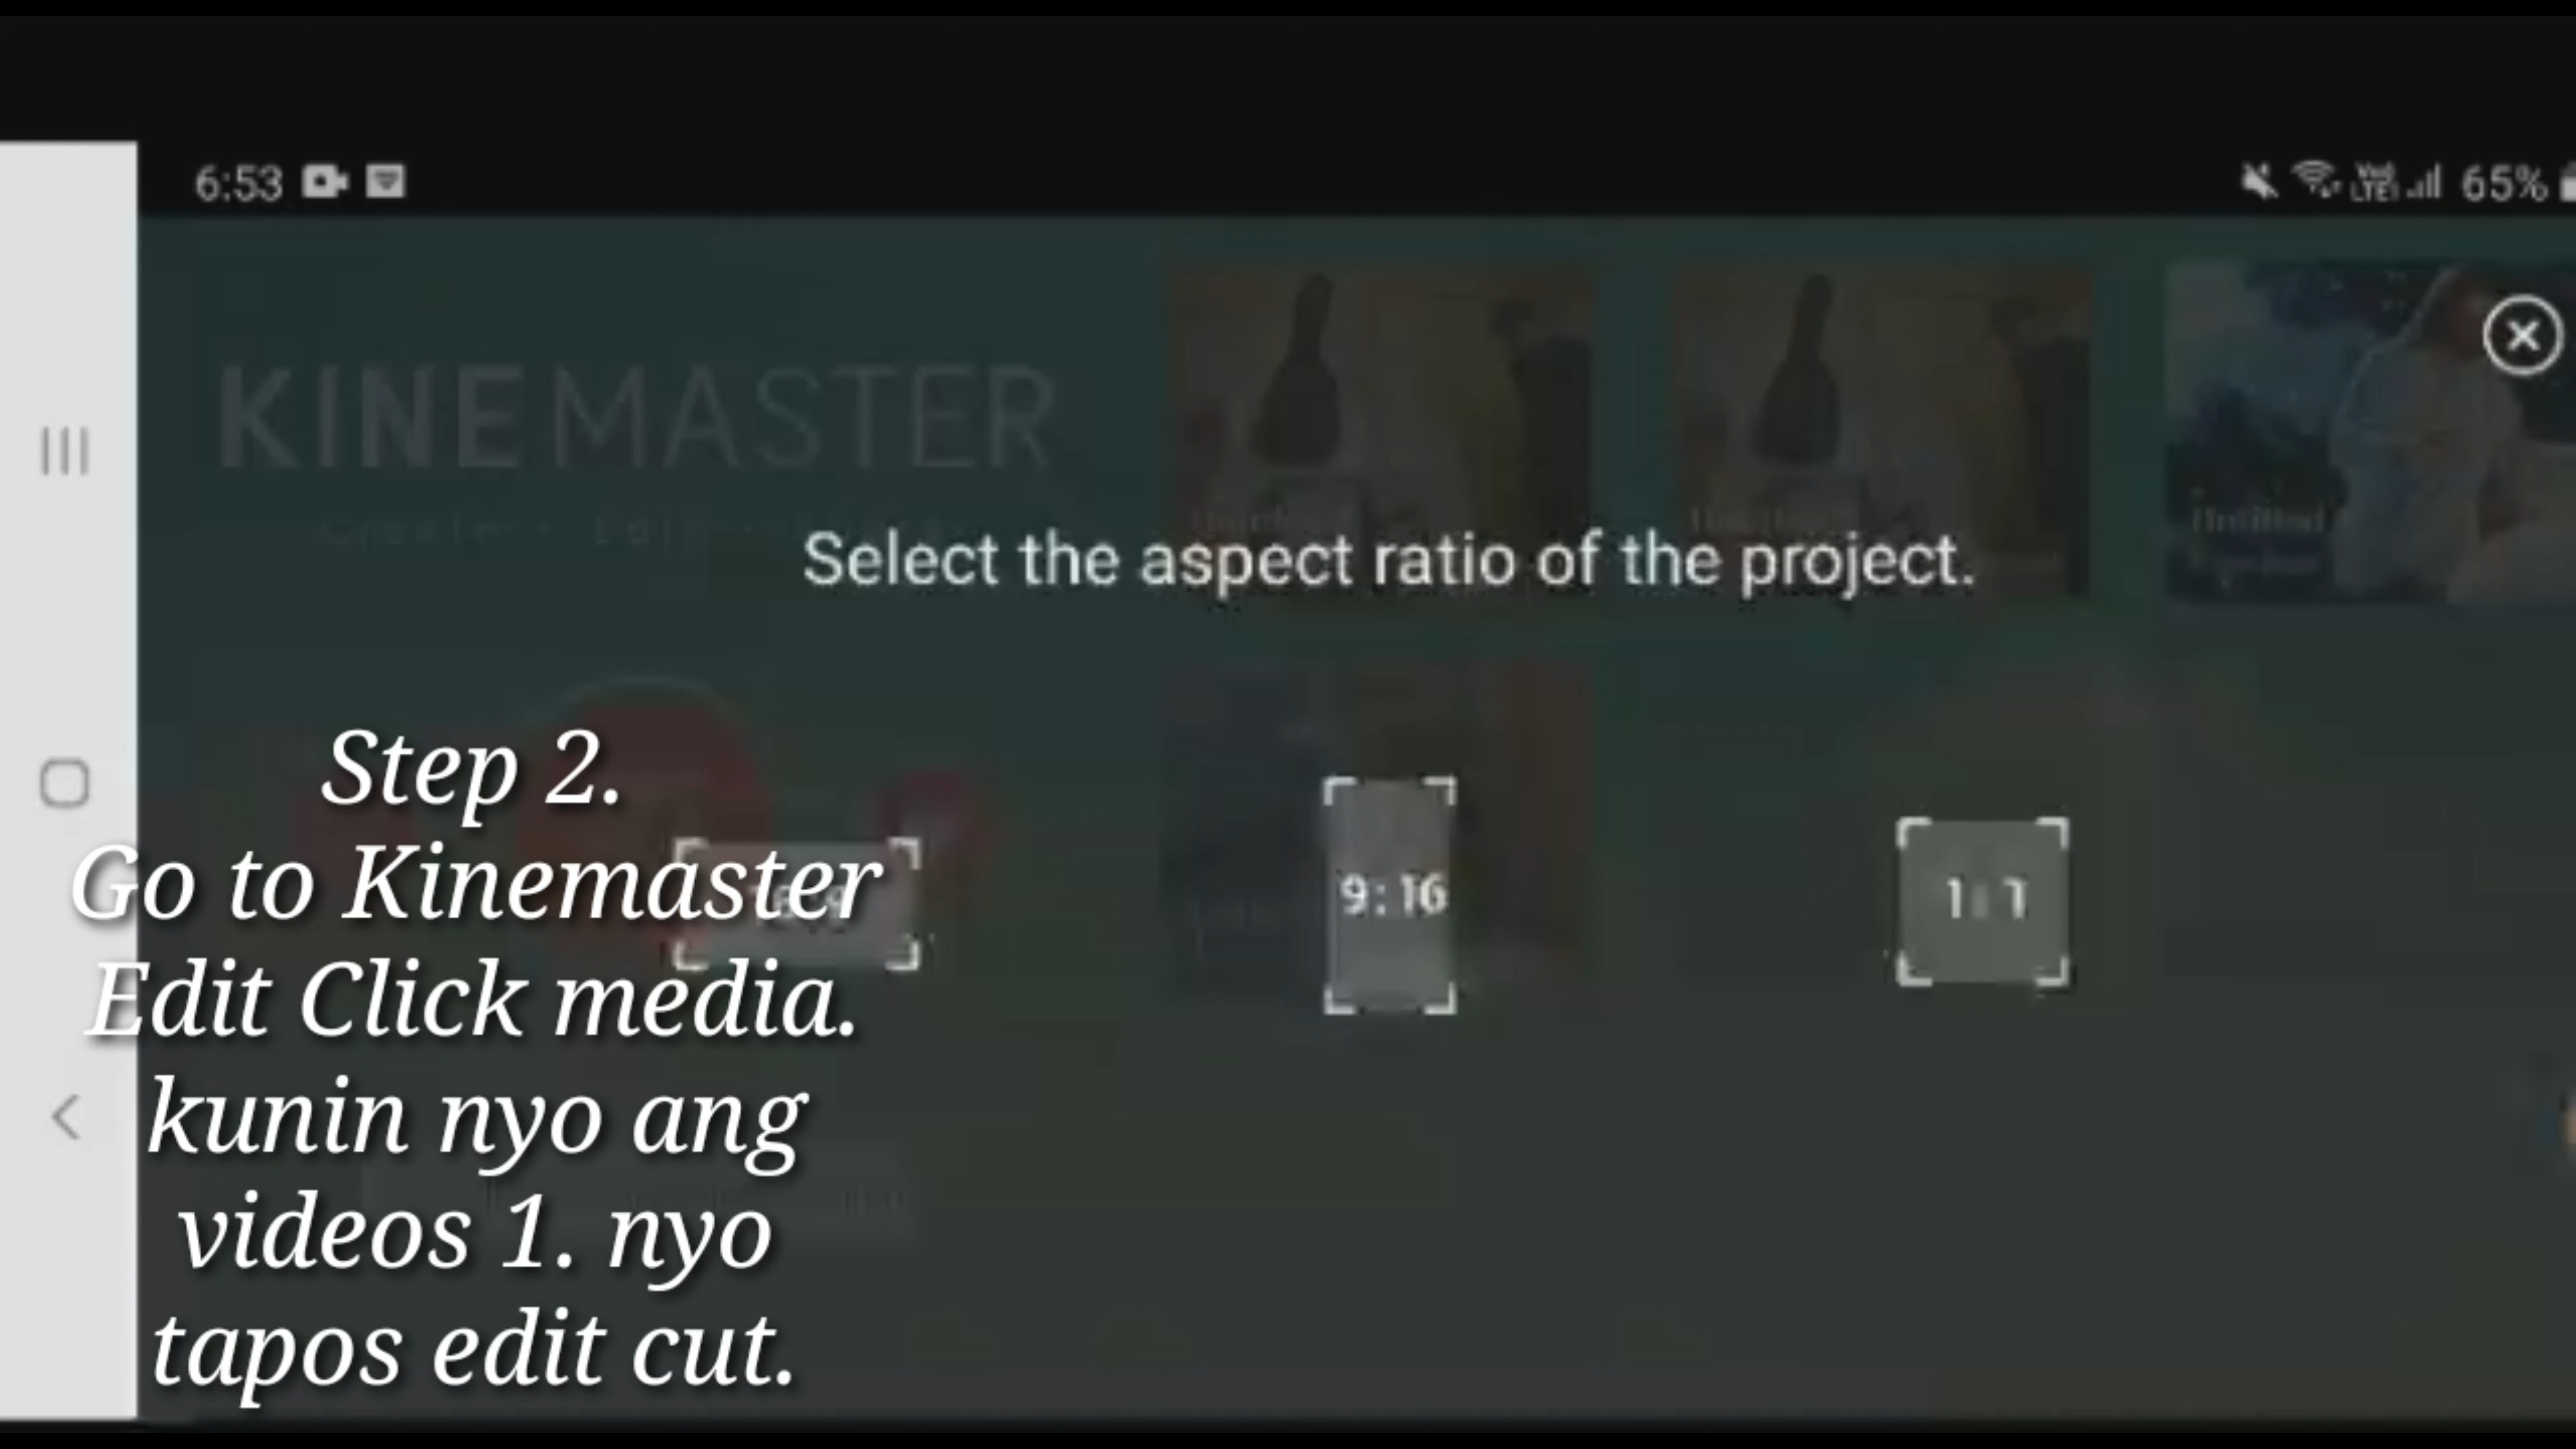 6:53
65%
KINEMASTER
Select the aspect ratio of the project.
9:16
1:1
Step 2.
Go to Kinemaster
Edit Click media.
kunin nyo ang
videos 1. nyo
tapos edit cut.